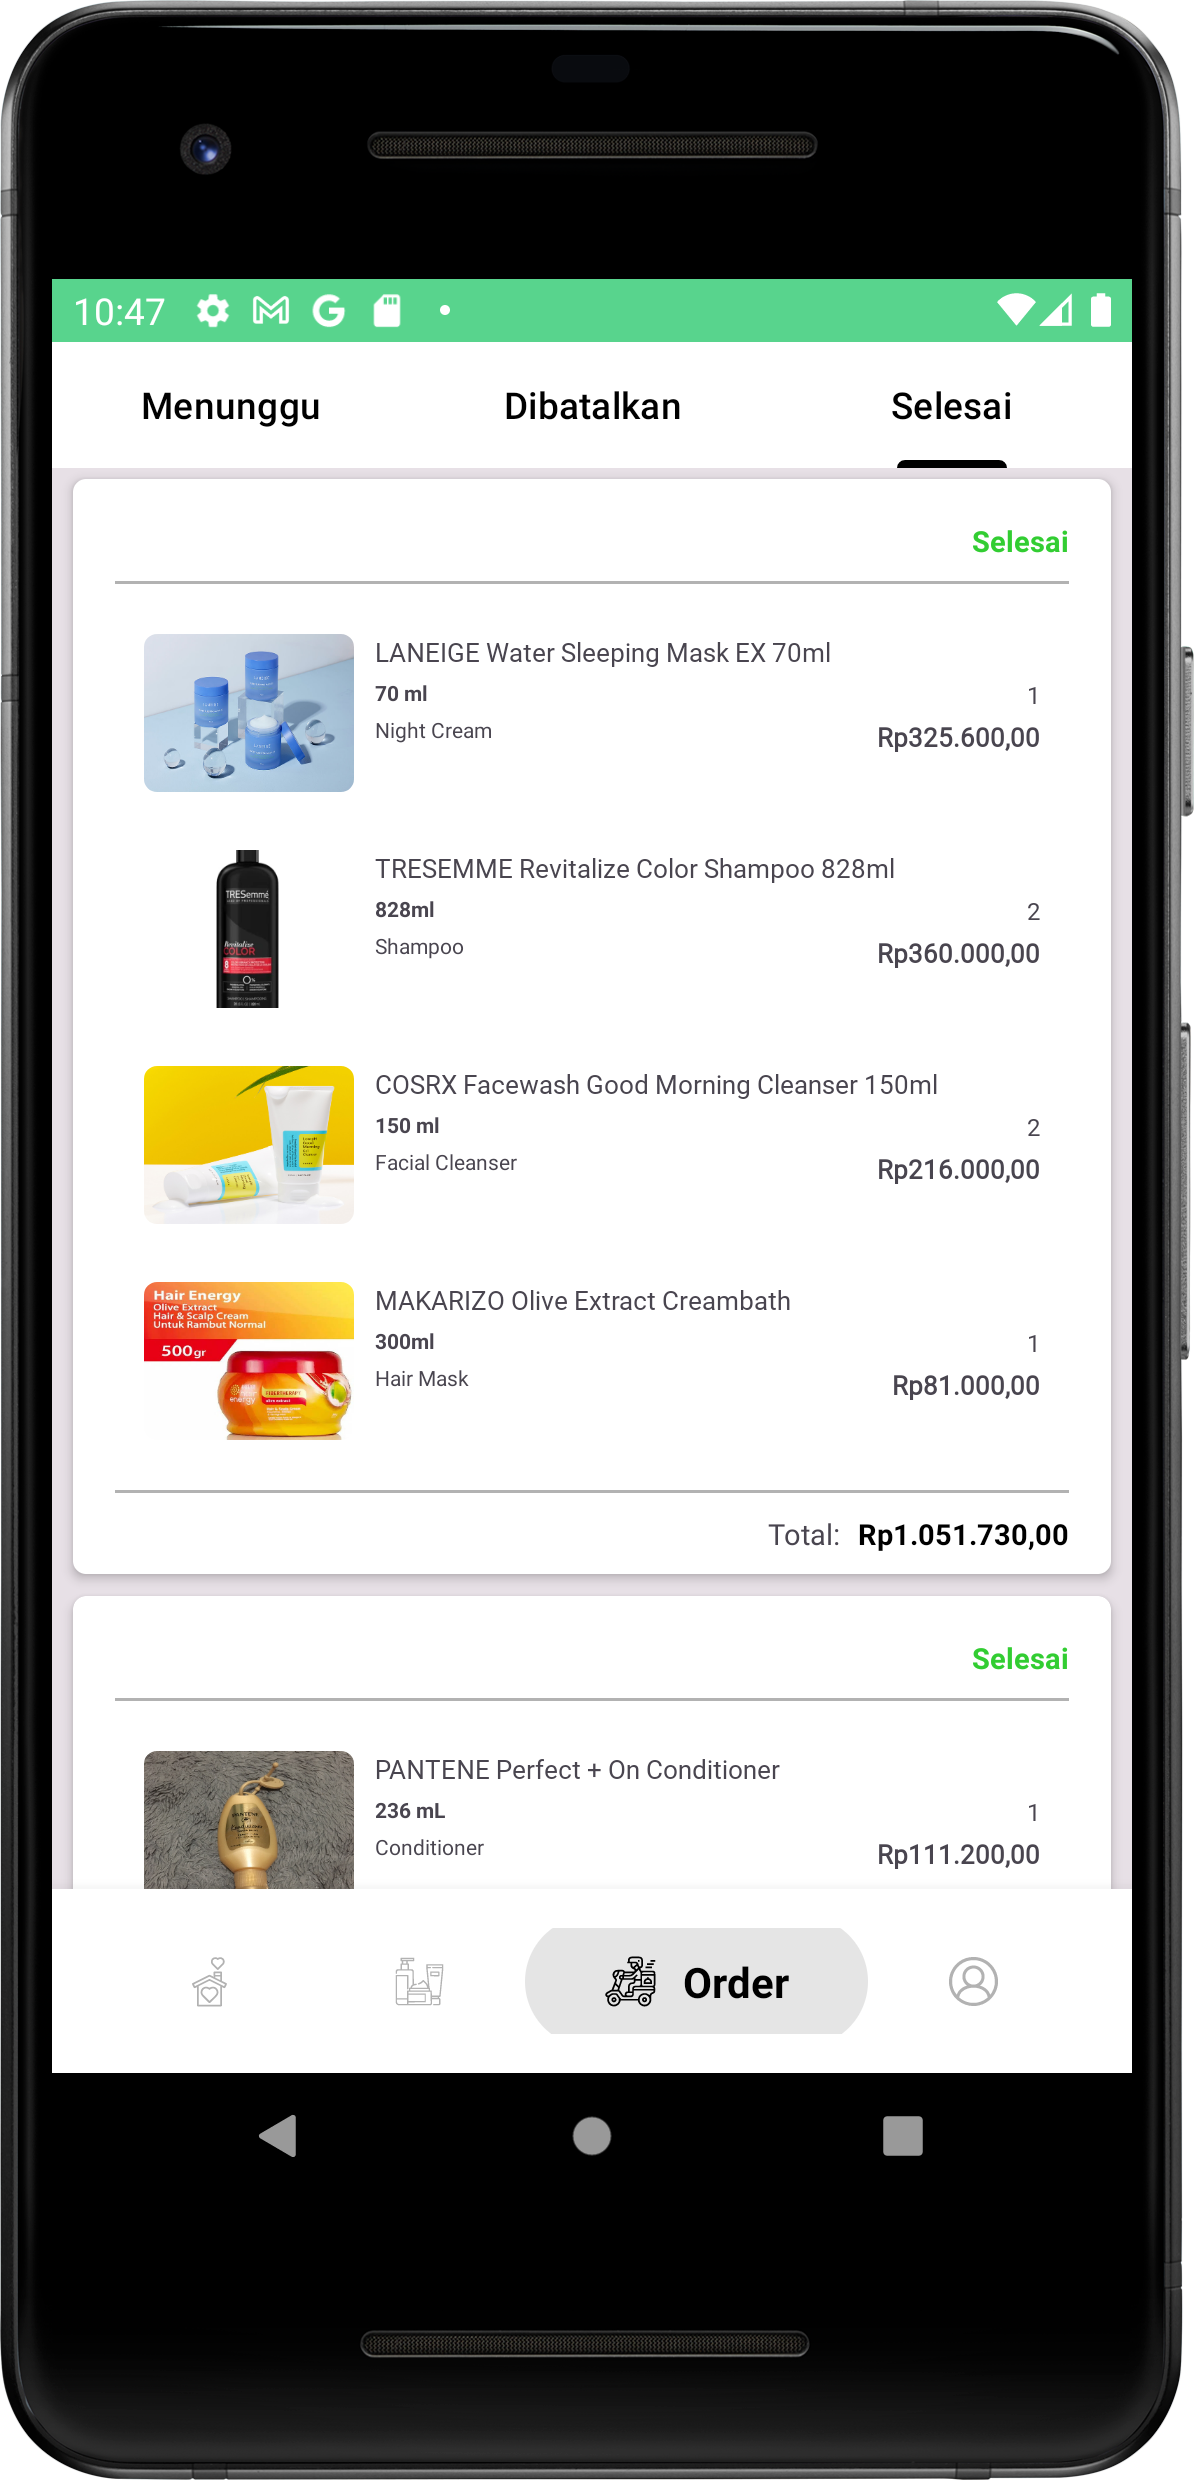 10:47
Menunggu
Dibatalkan
Selesai
Selesai
LANEIGE Water Sleeping Mask EX 70ml
70 ml
1
Night Cream
Rp325.600,00
TRESemmé
Revitalize
COLOR
TRESEMME Revitalize Color Shampoo 828ml
828ml
2
Shampoo
Rp360.000,00
COSRX Facewash Good Morning Cleanser 150ml
150 ml
2
Facial Cleanser
Rp216.000,00
Hair Energy
Olive Extract
Hair & Scalp Cream
Untuk Rambut Normal
500gr
MAKARIZO Olive Extract Creambath
300ml
1
Hair Mask
Rp81.000,00
Total: Rp1.051.730,00
Selesai
PANTENE
PANTENE Perfect + On Conditioner
236 mL
1
Conditioner
Rp111.200,00
Order